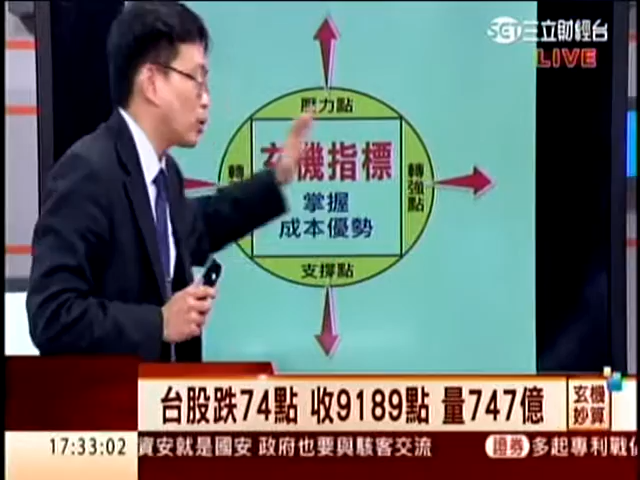 SET三立財經台
LIVE
壓力點
轉
玄機指標
掌握
成本優勢
轉強點
支撐點
台股跌74點 收9189點 量747億
玄機
妙算
17:33:02
資安就是國安 政府也要與駭客交流
證券 多起專利戰